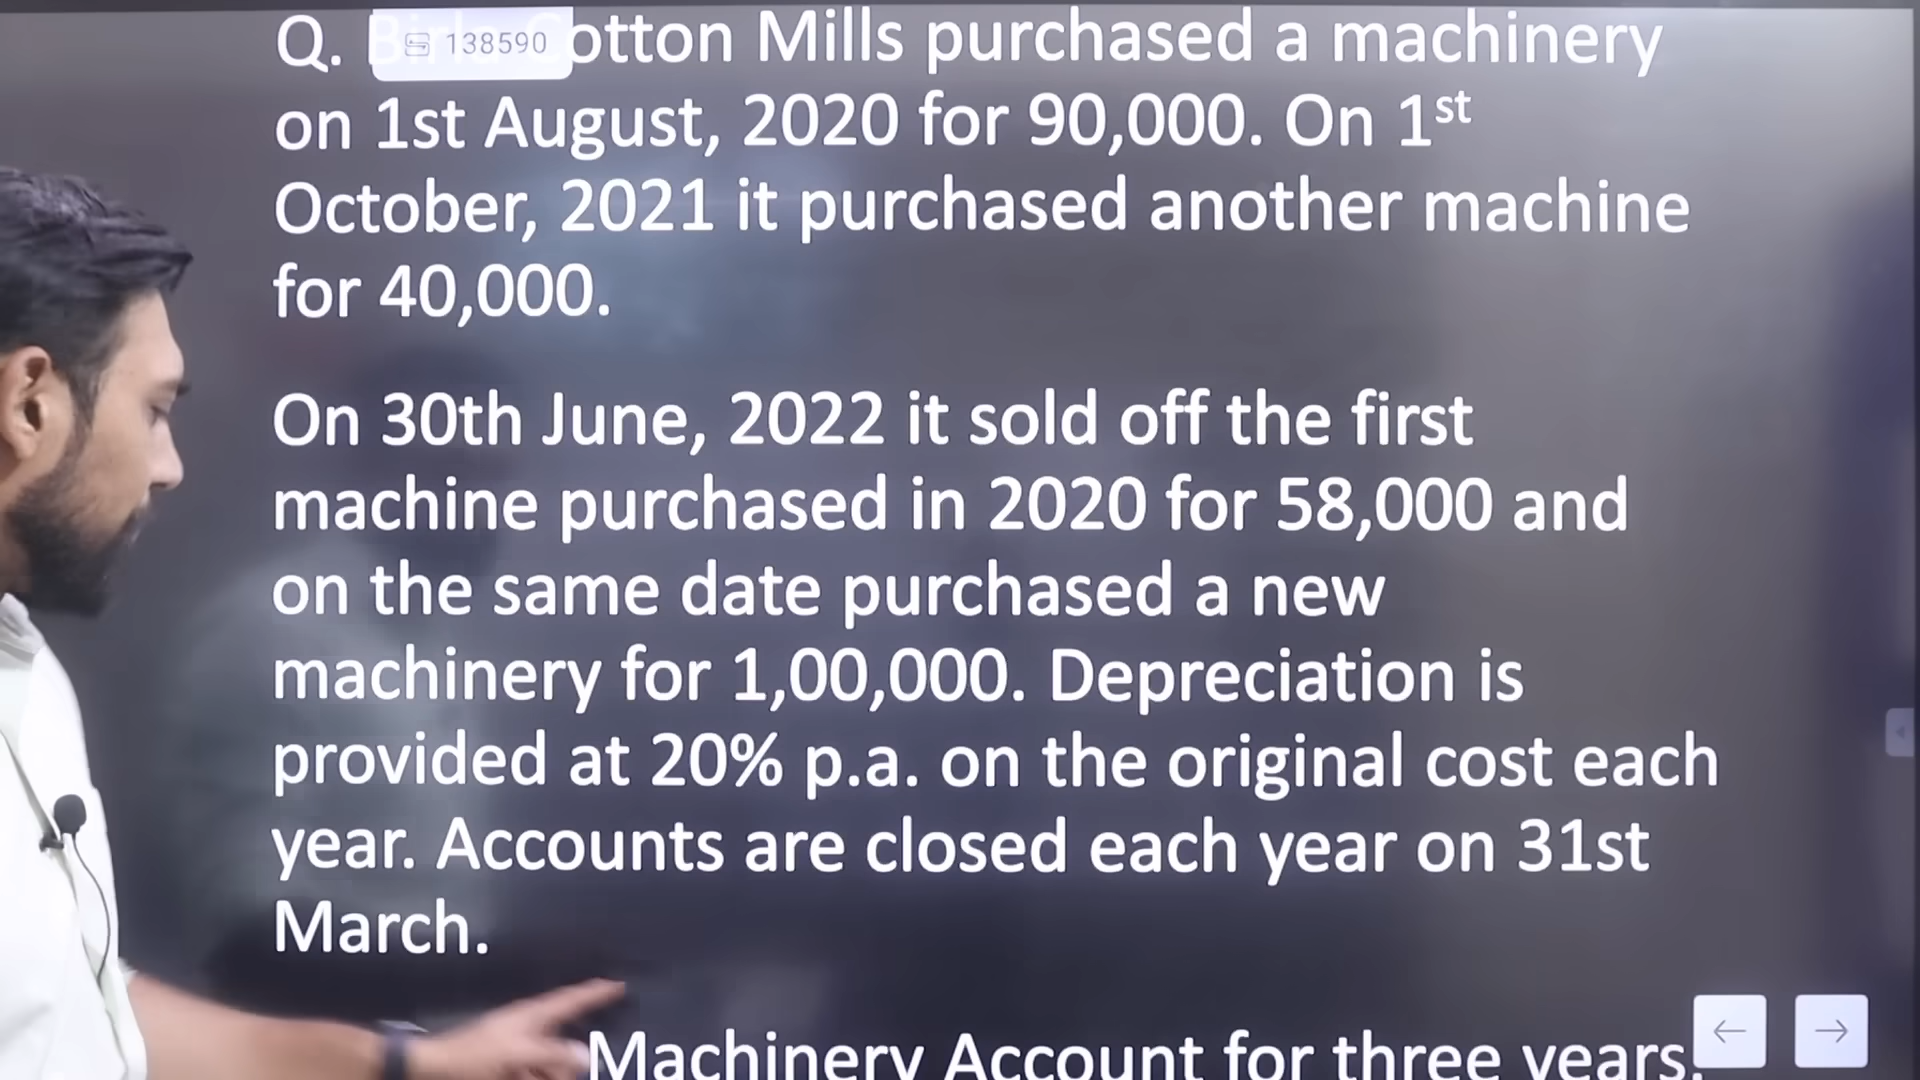 Q. Birla Cotton Mills purchased a machinery
138590
on 1st August, 2020 for 90,000. On 1st
October, 2021 it purchased another machine
for 40,000.
On 30th June, 2022 it sold off the first
machine purchased in 2020 for 58,000 and
on the same date purchased a new
machinery for 1,00,000. Depreciation is
provided at 20% p.a. on the original cost each
year. Accounts are closed each year on 31st
March.
Machinery Account for three years.